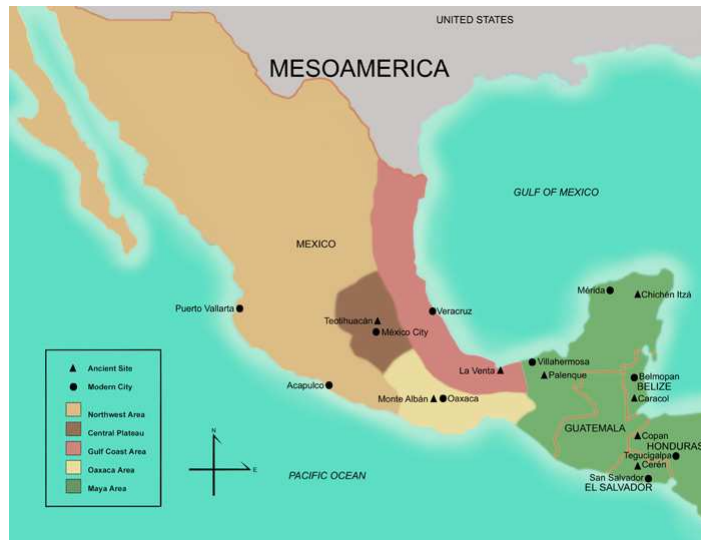 UNITED STATES
MESOAMERICA
GULF OF MEXICO
MEXICO
Mérida
Chichén Itzá
Puerto Vallarta
Veracruz
Teotihuacán
México City
Villahermosa
La Venta
Palenque
Belmopan
BELIZE
Acapulco
Monte Albán
Oaxaca
Caracol
GUATEMALA
Copan
HONDURAS
Tegucigalpa
Cerén
San Salvador
EL SALVADOR
PACIFIC OCEAN
Ancient Site
Modern City
Northwest Area
Central Plateau
Gulf Coast Area
Oaxaca Area
Maya Area
N
E